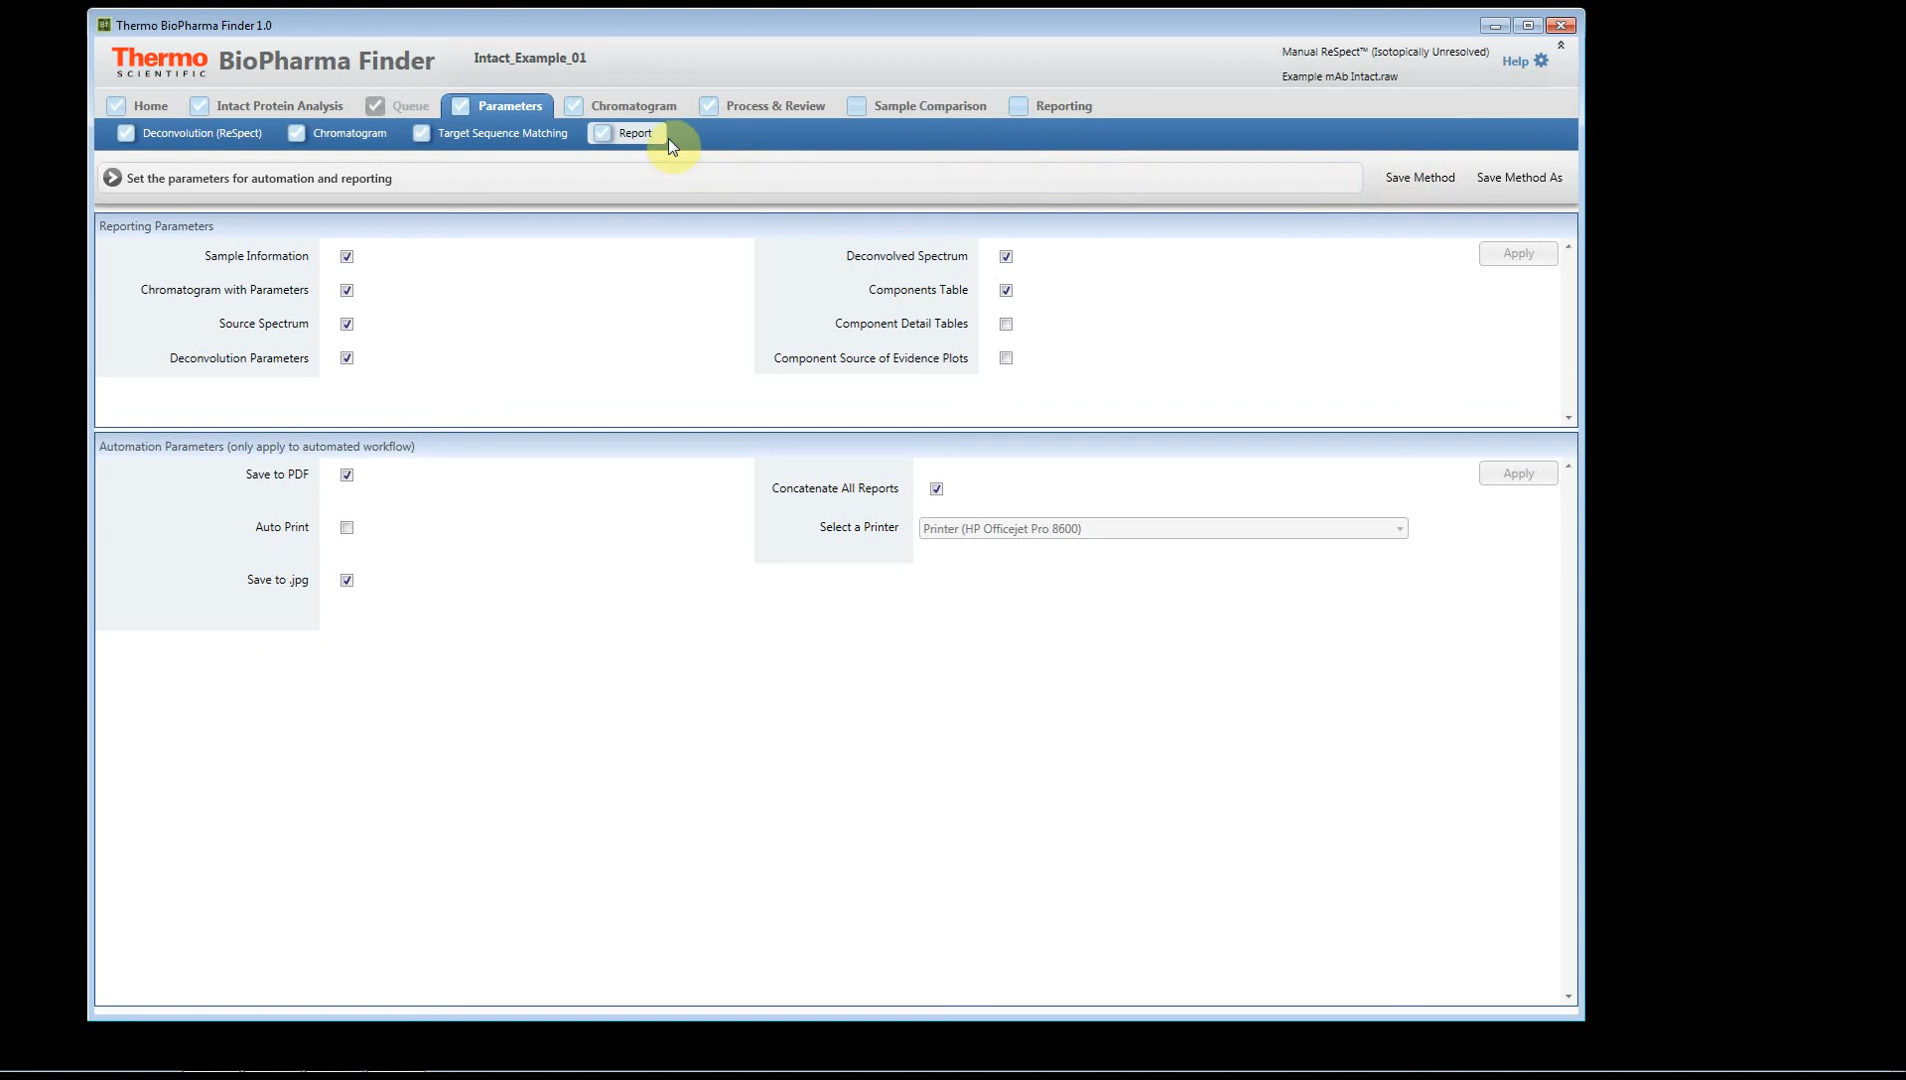 Bf Thermo BioPharma Finder 1.0
Thermo SCIENTIFIC BioPharma Finder Intact_Example_01
Manual ReSpect™ (Isotopically Unresolved)
Example mAb Intact.raw
Help
Home Intact Protein Analysis Queue Parameters Chromatogram Process & Review Sample Comparison Reporting
Deconvolution (ReSpect) Chromatogram Target Sequence Matching Report
Set the parameters for automation and reporting Save Method Save Method As
Reporting Parameters
Sample Information Deconvolved Spectrum Apply
Chromatogram with Parameters Components Table
Source Spectrum Component Detail Tables
Deconvolution Parameters Component Source of Evidence Plots
Automation Parameters (only apply to automated workflow)
Save to PDF Concatenate All Reports Apply
Auto Print Select a Printer Printer (HP Officejet Pro 8600)
Save to .jpg